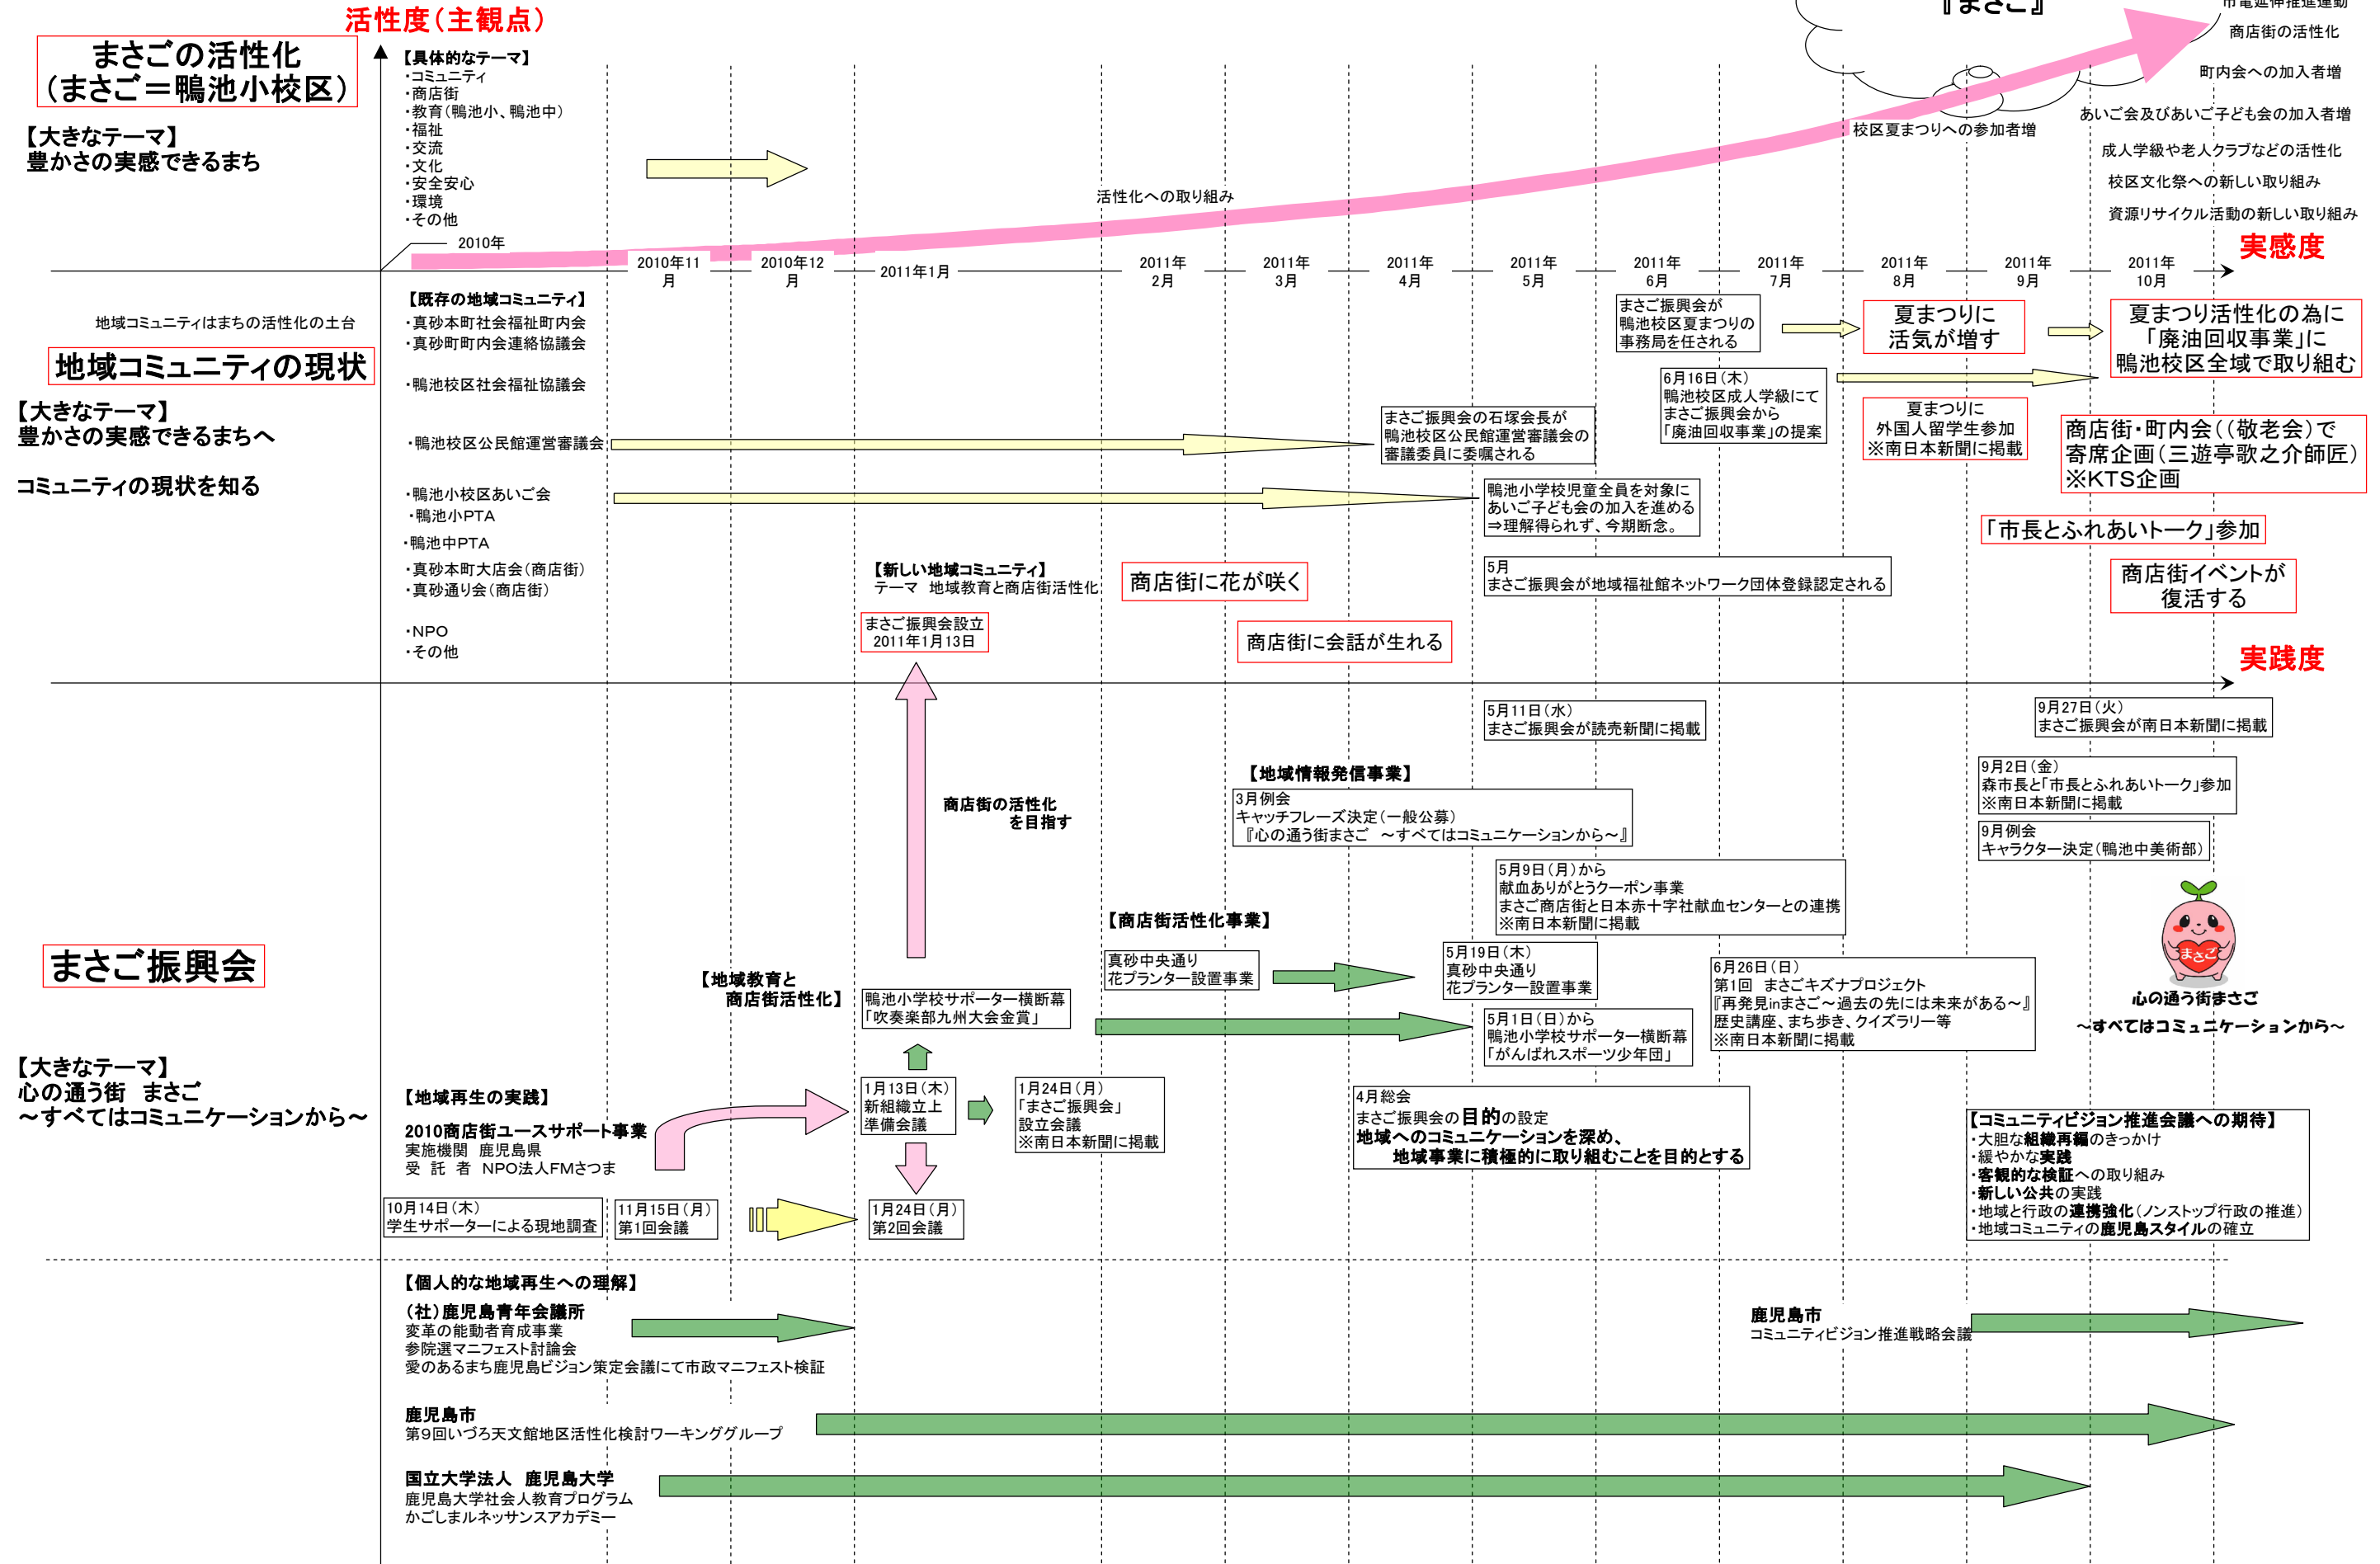 活性度（主観点）
『まさご』
市電延伸推進運動
商店街の活性化
町内会への加入者増
あいご会及びあいご子ども会の加入者増
校区夏まつりへの参加者増
成人学級や老人クラブなどの活性化
校区文化祭への新しい取り組み
資源リサイクル活動の新しい取り組み
まさごの活性化
（まさご＝鴨池小校区）
【大きなテーマ】
豊かさの実感できるまち
【具体的なテーマ】
・コミュニティ
・商店街
・教育（鴨池小、鴨池中）
・福祉
・交流
・文化
・安全安心
・環境
・その他
活性化への取り組み
実感度
2010年
2010年11
月
2010年12
月
2011年1月
2011年
2月
2011年
3月
2011年
4月
2011年
5月
2011年
6月
2011年
7月
2011年
8月
2011年
9月
2011年
10月
地域コミュニティはまちの活性化の土台
地域コミュニティの現状
【大きなテーマ】
豊かさの実感できるまちへ
コミュニティの現状を知る
【既存の地域コミュニティ】
・真砂本町社会福祉町内会
・真砂町町内会連絡協議会
・鴨池校区社会福祉協議会
・鴨池校区公民館運営審議会
・鴨池小校区あいご会
・鴨池小PTA
・鴨池中PTA
・真砂本町大店会（商店街）
・真砂通り会（商店街）
・NPO
・その他
まさご振興会が
鴨池校区夏まつりの
事務局を任される
夏まつりに
活気が増す
夏まつり活性化の為に
「廃油回収事業」に
鴨池校区全域で取り組む
6月16日（木）
鴨池校区成人学級にて
まさご振興会から
「廃油回収事業」の提案
夏まつりに
外国人留学生参加
※南日本新聞に掲載
まさご振興会の石塚会長が
鴨池校区公民館運営審議会の
審議委員に委嘱される
商店街・町内会（（敬老会）で
寄席企画（三遊亭歌之介師匠）
※KTS企画
鴨池小学校児童全員を対象に
あいご子ども会の加入を進める
⇒理解得られず、今期断念。
「市長とふれあいトーク」参加
5月
まさご振興会が地域福祉館ネットワーク団体登録認定される
商店街イベントが
復活する
【新しい地域コミュニティ】
テーマ　地域教育と商店街活性化
商店街に花が咲く
まさご振興会設立
2011年1月13日
商店街に会話が生れる
実践度
5月11日（水）
まさご振興会が読売新聞に掲載
9月27日（火）
まさご振興会が南日本新聞に掲載
【地域情報発信事業】
3月例会
キャッチフレーズ決定（一般公募）
『心の通う街まさご　～すべてはコミュニケーションから～』
9月2日（金）
森市長と「市長とふれあいトーク」参加
※南日本新聞に掲載
9月例会
キャラクター決定（鴨池中美術部）
商店街の活性化
を目指す
5月9日（月）から
献血ありがとうクーポン事業
まさご商店街と日本赤十字社献血センターとの連携
※南日本新聞に掲載
【商店街活性化事業】
真砂中央通り
花プランター設置事業
5月19日（木）
真砂中央通り
花プランター設置事業
まさご
心の通う街まさご
～すべてはコミュニケーションから～
まさご振興会
【地域教育と
商店街活性化】
鴨池小学校サポーター横断幕
「吹奏楽部九州大会金賞」
5月1日（日）から
鴨池小学校サポーター横断幕
「がんばれスポーツ少年団」
6月26日（日）
第1回　まさごキズナプロジェクト
『再発見inまさご～過去の先には未来がある～』
歴史講座、まち歩き、クイズラリー等
※南日本新聞に掲載
【大きなテーマ】
心の通う街　まさご
～すべてはコミュニケーションから～
【地域再生の実践】
2010商店街ユースサポート事業
実施機関　鹿児島県
受　託　者　NPO法人FMさつま
1月13日（木）
新組織立上
準備会議
1月24日（月）
「まさご振興会」
設立会議
※南日本新聞に掲載
4月総会
まさご振興会の目的の設定
地域へのコミュニケーションを深め、
地域事業に積極的に取り組むことを目的とする
【コミュニティビジョン推進会議への期待】
・大胆な組織再編のきっかけ
・緩やかな実践
・客観的な検証への取り組み
・新しい公共の実践
・地域と行政の連携強化（ノンストップ行政の推進）
・地域コミュニティの鹿児島スタイルの確立
10月14日（木）
学生サポーターによる現地調査
11月15日（月）
第1回会議
1月24日（月）
第2回会議
【個人的な地域再生への理解】
（社）鹿児島青年会議所
変革の能動者育成事業
参院選マニフェスト討論会
愛のあるまち鹿児島ビジョン策定会議にて市政マニフェスト検証
鹿児島市
コミュニティビジョン推進戦略会議
鹿児島市
第9回いづろ天文館地区活性化検討ワーキンググループ
国立大学法人　鹿児島大学
鹿児島大学社会人教育プログラム
かごしまルネッサンスアカデミー